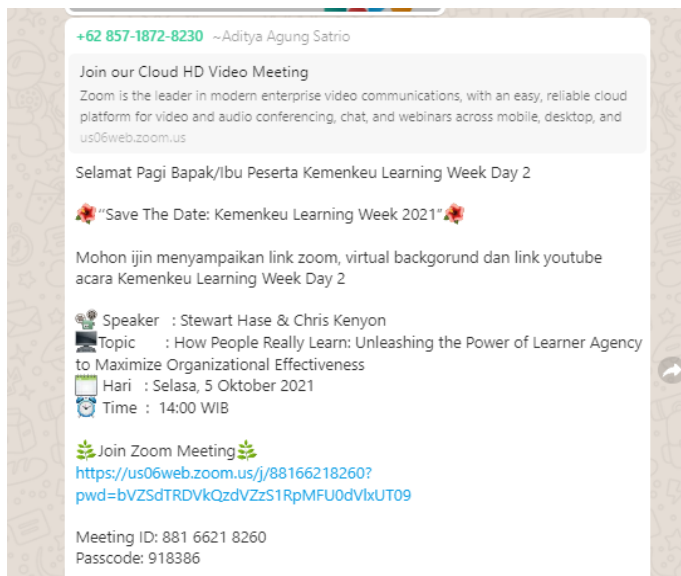 +62 857-1872-8230 ~Aditya Agung Satrio
Join our Cloud HD Video Meeting
Zoom is the leader in modern enterprise video communications, with an easy, reliable cloud
platform for video and audio conferencing, chat, and webinars across mobile, desktop, and
us06web.zoom.us
Selamat Pagi Bapak/Ibu Peserta Kemenkeu Learning Week Day 2
🌺“Save The Date: Kemenkeu Learning Week 2021”🌺
Mohon ijin menyampaikan link zoom, virtual backgorund dan link youtube
acara Kemenkeu Learning Week Day 2
📽 Speaker : Stewart Hase & Chris Kenyon
🖥Topic : How People Really Learn: Unleashing the Power of Learner Agency
to Maximize Organizational Effectiveness
🗓 Hari : Selasa, 5 Oktober 2021
⏰ Time : 14:00 WIB
🌿Join Zoom Meeting🌿
https://us06web.zoom.us/j/88166218260?
pwd=bVZSdTRDVkQzdVZzS1RpMFU0dVlxUT09
Meeting ID: 881 6621 8260
Passcode: 918386